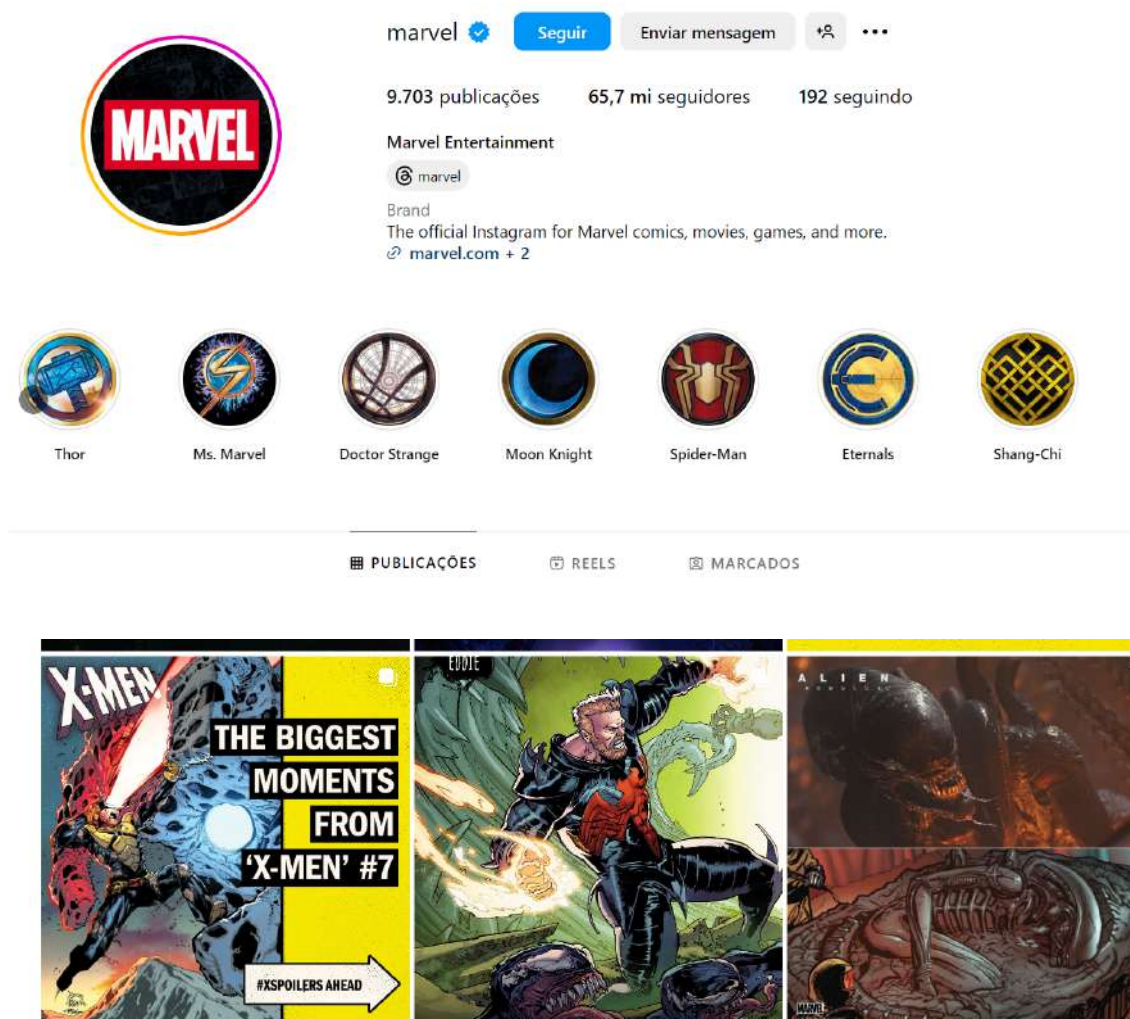 marvel
Seguir
Enviar mensagem
MARVEL
9.703 publicações 65,7 mi seguidores 192 seguindo
Marvel Entertainment
marvel
Brand
The official Instagram for Marvel comics, movies, games, and more.
marvel.com + 2
Thor
Ms. Marvel
Doctor Strange
Moon Knight
Spider-Man
Eternals
Shang-Chi
PUBLICAÇÕES
REELS
MARCADOS
X-MEN
THE BIGGEST
MOMENTS
FROM
‘X-MEN’ #7
#XSPOILERS AHEAD
EDDIE
ALIEN
MARVEL